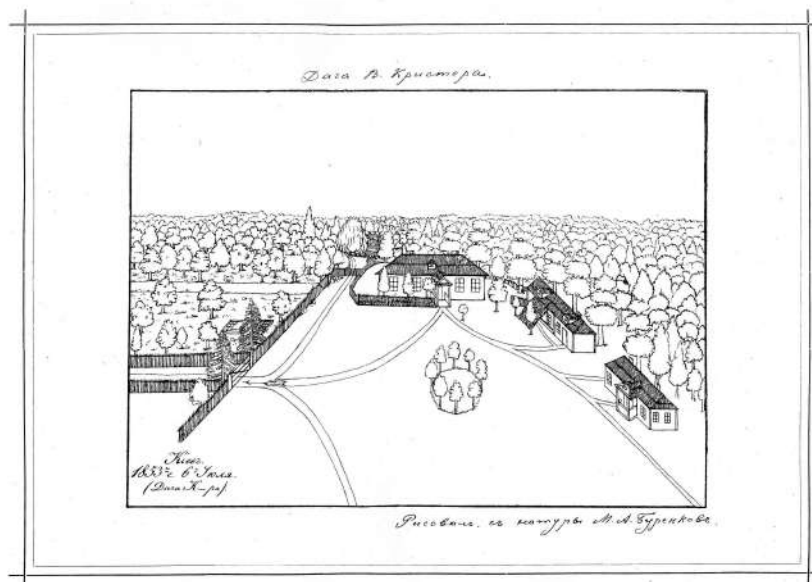 Дача В. Кристера.
Кіевъ.
1853 г. 6 Іюля.
(Дача К—ра).
Рисовалъ съ натуры М. А. Буренковъ.